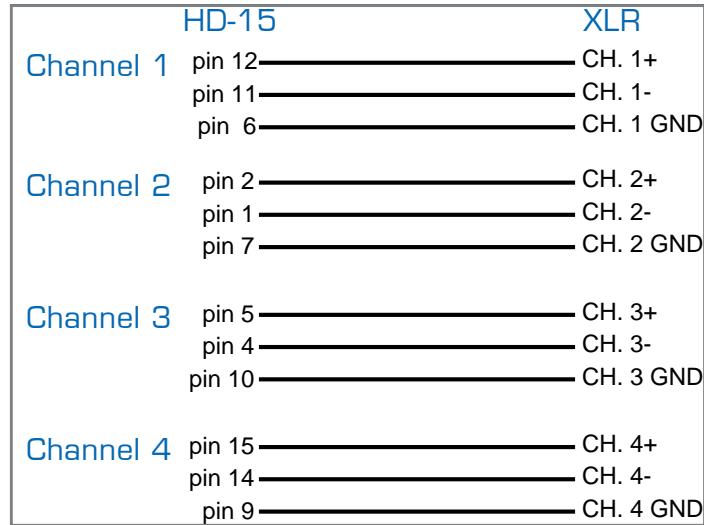 HD-15 XLR
Channel 1 pin 12 CH. 1+
pin 11 CH. 1-
pin 6 CH. 1 GND
Channel 2 pin 2 CH. 2+
pin 1 CH. 2-
pin 7 CH. 2 GND
Channel 3 pin 5 CH. 3+
pin 4 CH. 3-
pin 10 CH. 3 GND
Channel 4 pin 15 CH. 4+
pin 14 CH. 4-
pin 9 CH. 4 GND